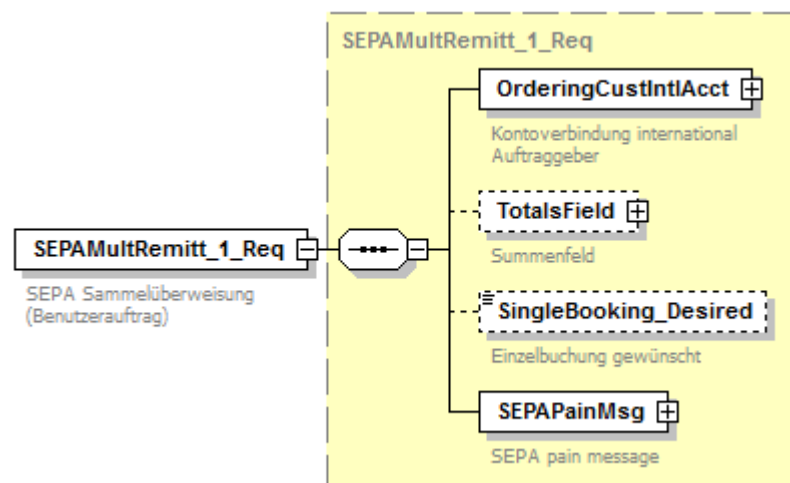 SEPAMultRemitt_1_Req
OrderingCustIntlAcct
Kontoverbindung international
Auftraggeber
TotalsField
Summenfeld
SEPAMultRemitt_1_Req
SEPA Sammelüberweisung
(Benutzerauftrag)
SingleBooking_Desired
Einzelbuchung gewünscht
SEPAPainMsg
SEPA pain message